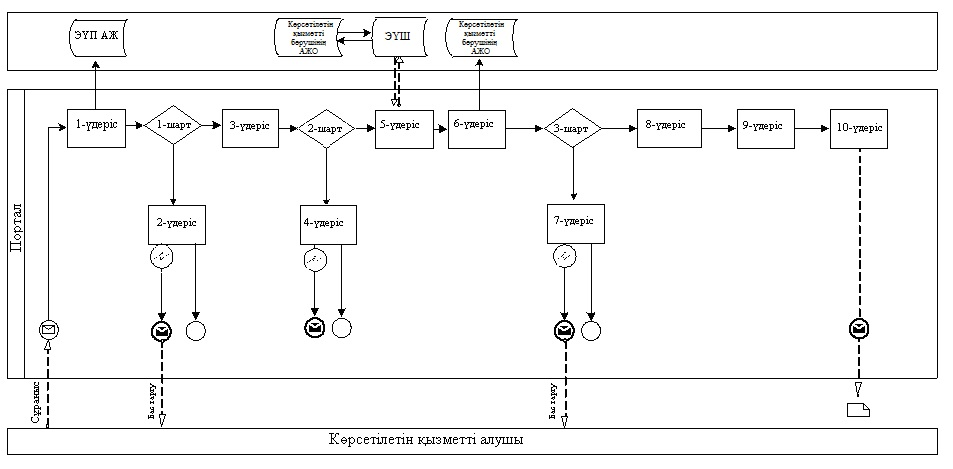 ЭҮП АЖ
Көрсетілетін
қызметті
берушінің
АЖО
ЭҮШ
Көрсетілетін
қызметті
берушінің
АЖО
Портал
1-үдеріс
1-шарт
3-үдеріс
2-шарт
5-үдеріс
6-үдеріс
3-шарт
8-үдеріс
9-үдеріс
10-үдеріс
2-үдеріс
4-үдеріс
7-үдеріс
Сұраныс
Бас тарту
Бас тарту
Көрсетілетін қызметті алушы